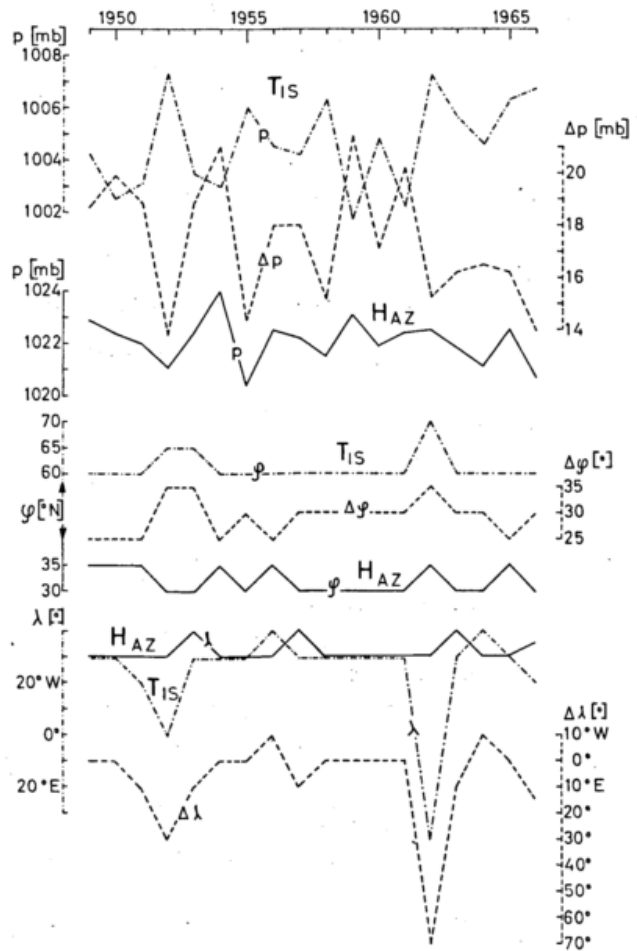 1950 1955 1960 1965
p [mb]
1008
T IS
1006
p
Δp [mb]
1004
20
1002
18
Δp
p [mb]
16
1024
H AZ
14
1022
p
1020
70
65
T IS
60
φ
Δφ [°]
35
φ [°N]
Δφ
30
25
35
H AZ
30
φ
λ [°]
H AZ
λ
20°W
T IS
Δλ [°]
0°
λ
10°W
0°
20°E
10°E
Δλ
20°
30°
40°
50°
60°
70°